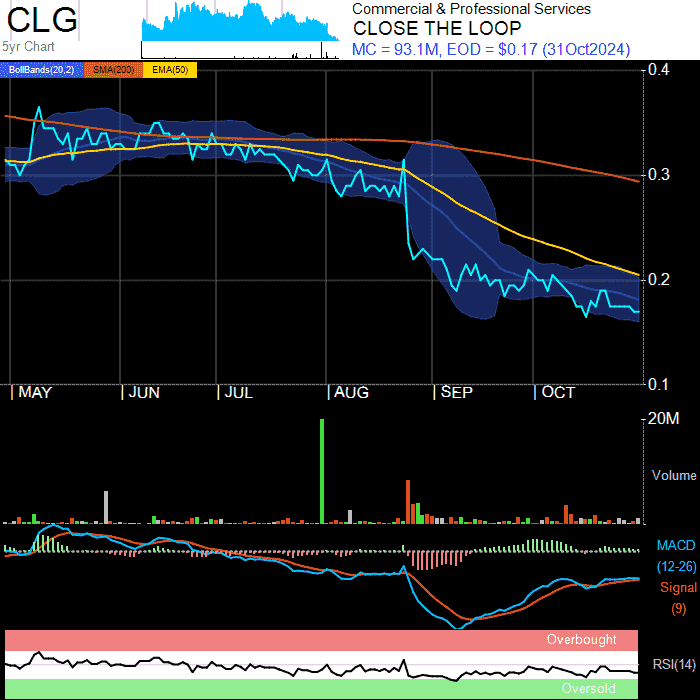 CLG
5yr Chart
Commercial & Professional Services
CLOSE THE LOOP
MC = 93.1M, EOD = $0.17 (31Oct2024)
BollBands(20,2) SMA(200) EMA(50)
0.4
0.3
0.2
0.1
MAY JUN JUL AUG SEP OCT
20M
Volume
MACD
(12-26)
Signal
(9)
Overbought
RSI(14)
Oversold